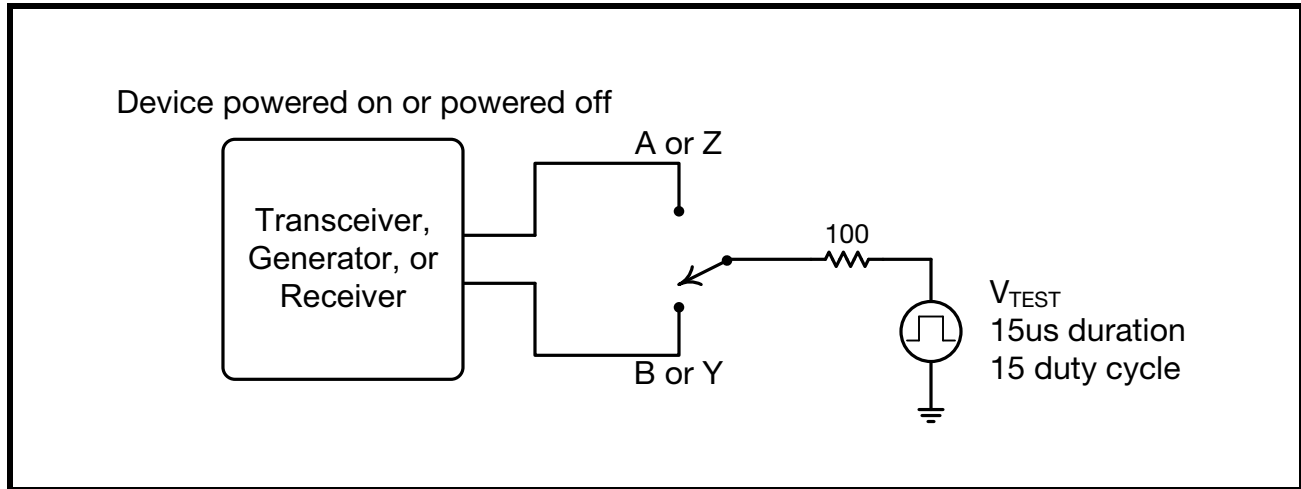 Device powered on or powered off
A or Z
Transceiver,
Generator, or
Receiver
100
VTEST
15us duration
15 duty cycle
B or Y